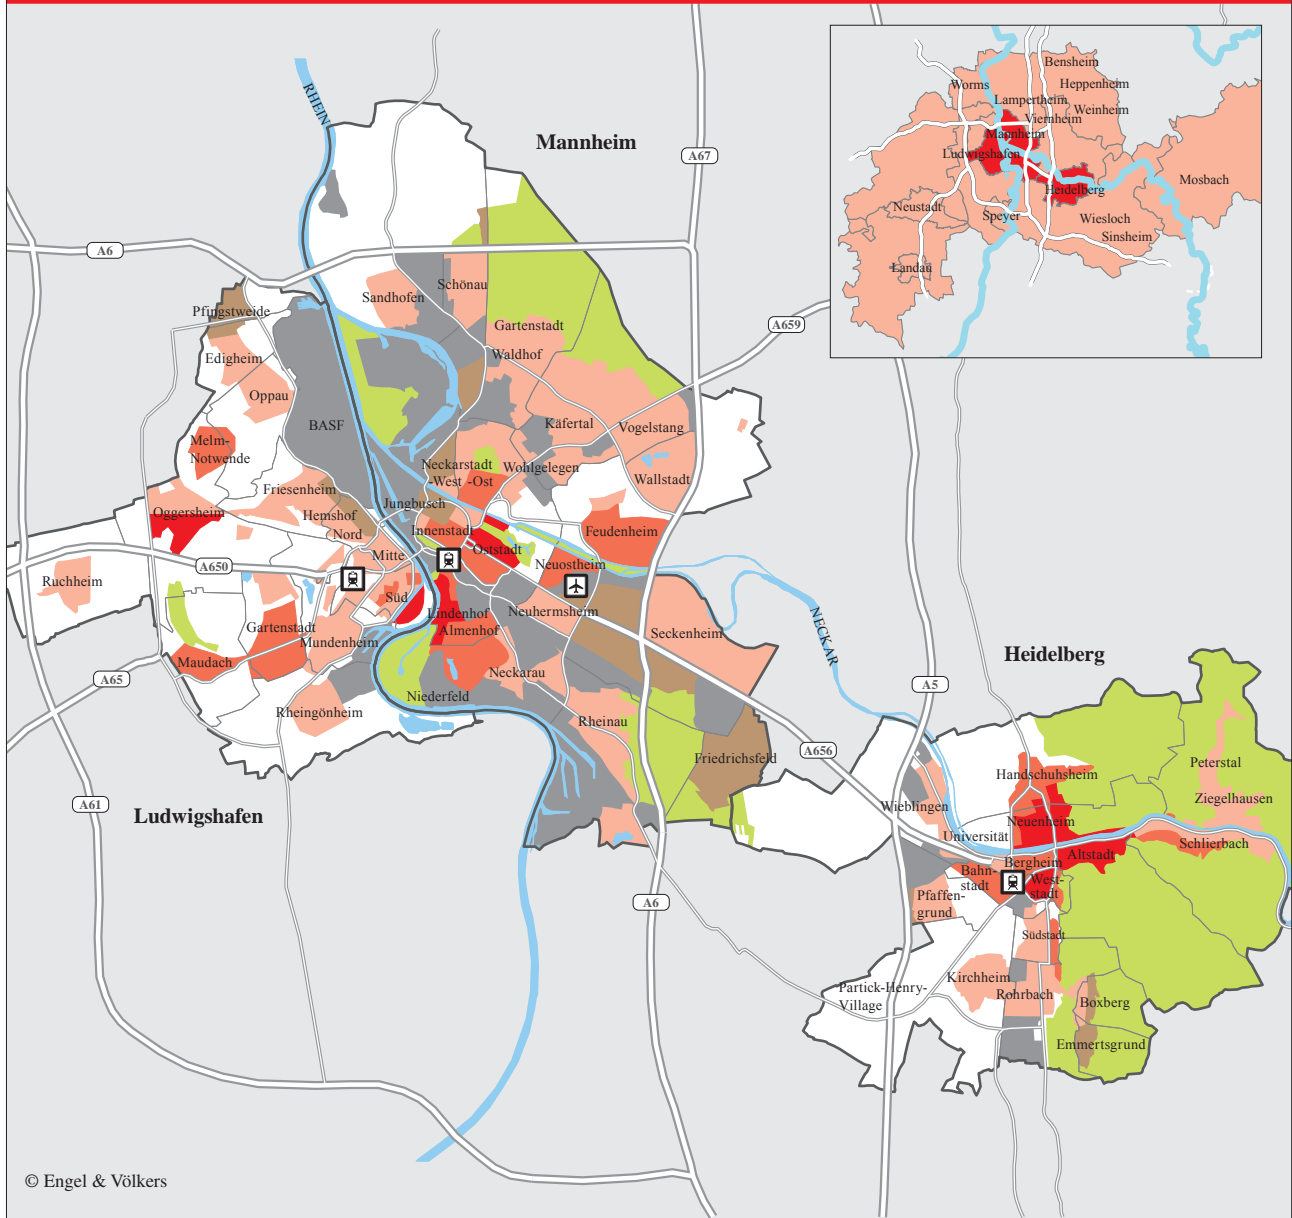 Mannheim
RHEIN
A67
A6
Sandhofen
Schönau
Pfingstweide
Gartenstadt
A659
Edigheim
Waldhof
Oppau
BASF
Käfertal
Vogelstang
Melm-
Notwende
Neckarstadt
-West -Ost
Wohlgelegen
Wallstadt
Friesenheim
Jungbusch
Oggersheim
Hemshof
Nord
Innenstadt
Feudenheim
Mitte
Oststadt
A650
Neuostheim
Ruchheim
Süd
Lindenhof
Neuhermsheim
Gartenstadt
Almenhof
Mundenheim
Seckenheim
NECKAR
Maudach
Neckarau
A65
Niederfeld
Rheingönheim
Rheinau
Friedrichsfeld
A656
A61
Ludwigshafen
A6
Bensheim
Worms
Heppenheim
Lampertheim
Weinheim
Viernheim
Mannheim
Ludwigshafen
Mosbach
Heidelberg
Neustadt
Speyer
Wiesloch
Sinsheim
Landau
Heidelberg
A5
Peterstal
Handschuhsheim
Ziegelhausen
Wieblingen
Neuenheim
Universität
Schlierbach
Altstadt
Bergheim
Bahn-
stadt
West-
stadt
Pfaffen-
grund
Südstadt
Kirchheim
Rohrbach
Partick-Henry-
Village
Boxberg
Emmertsgrund
© Engel & Völkers